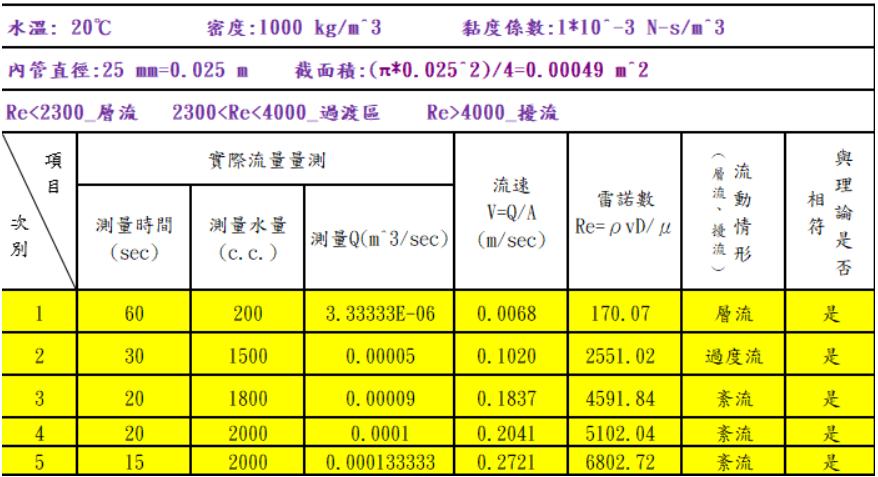 水溫: 20℃ 密度:1000 kg/m^3 黏度係數:1*10^-3 N-s/m^3
內管直徑:25 mm=0.025 m 截面積:(π*0.025^2)/4=0.00049 m^2
Re<2300_層流 2300<Re<4000_過渡區 Re>4000_擾流
項目
次別
實際流量量測
測量時間
(sec)
測量水量
(c.c.)
測量Q(m^3/sec)
流速
V=Q/A
(m/sec)
雷諾數
Re=ρvD/μ
流動情形
(層流、擾流)
與理論是否
相符
1 60 200 3.33333E-06 0.0068 170.07 層流 是
2 30 1500 0.00005 0.1020 2551.02 過度流 是
3 20 1800 0.00009 0.1837 4591.84 紊流 是
4 20 2000 0.0001 0.2041 5102.04 紊流 是
5 15 2000 0.000133333 0.2721 6802.72 紊流 是